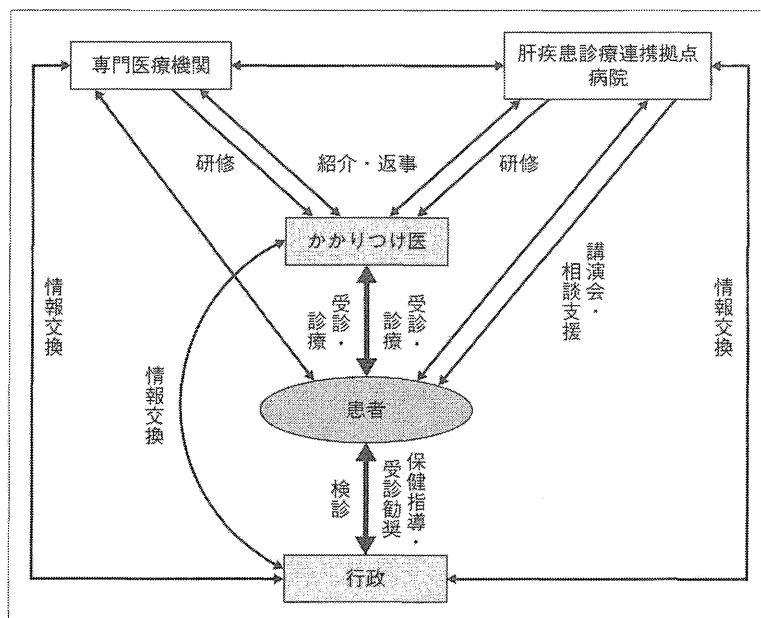 専門医療機関
肝疾患診療連携拠点
病院
研修
紹介・返事
研修
かかりつけ医
講演会・
相談支援
情報交換
情報交換
情報交換
受診・
診療
受診・
診療
患者
検診
保健指導・
受診勧奨
行政